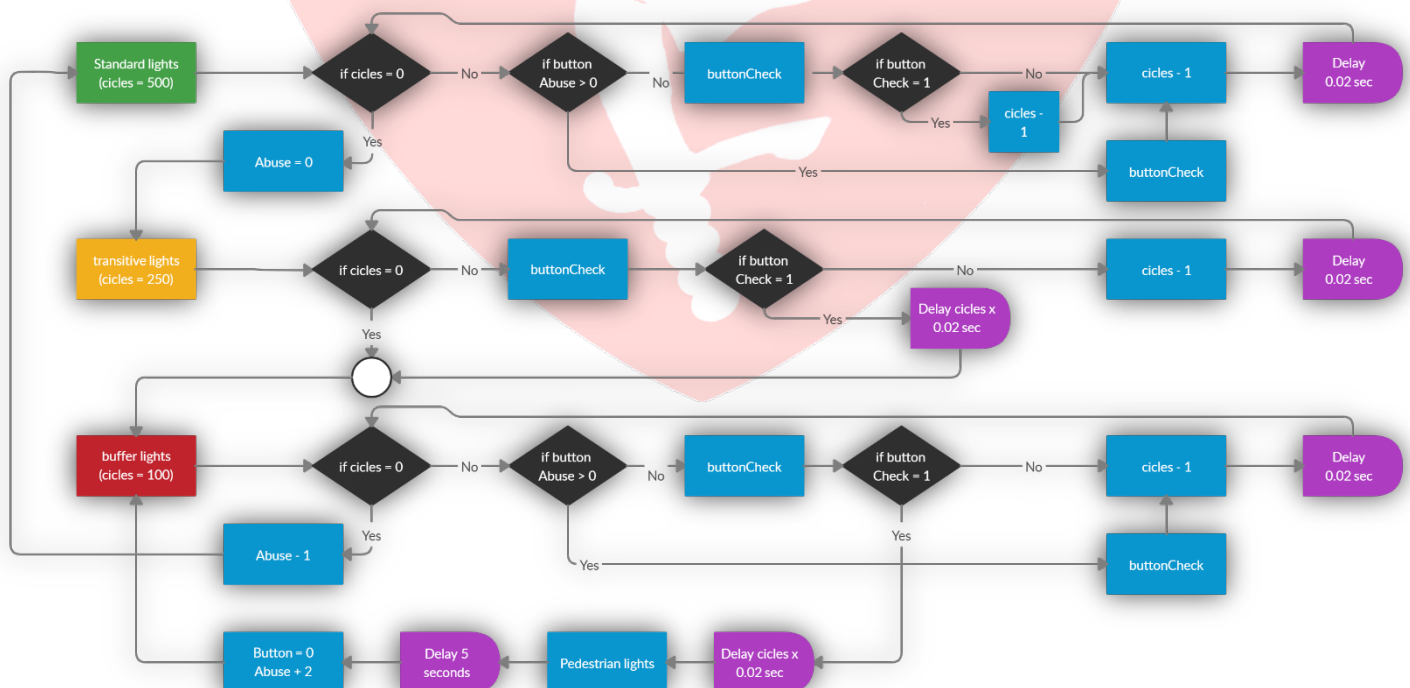 Standard lights
(cicles = 500)
if cicles = 0
No
if button
Abuse > 0
No
buttonCheck
if button
Check = 1
No
cicles - 1
Delay
0.02 sec
Yes
cicles -
1
Yes
Abuse = 0
Yes
buttonCheck
transitive lights
(cicles = 250)
if cicles = 0
No
buttonCheck
if button
Check = 1
No
cicles - 1
Delay
0.02 sec
Yes
Yes
Delay cicles x
0.02 sec
buffer lights
(cicles = 100)
if cicles = 0
No
if button
Abuse > 0
No
buttonCheck
if button
Check = 1
No
cicles - 1
Delay
0.02 sec
Yes
Yes
Abuse - 1
Yes
buttonCheck
Button = 0
Abuse + 2
Delay 5
seconds
Pedestrian lights
Delay cicles x
0.02 sec